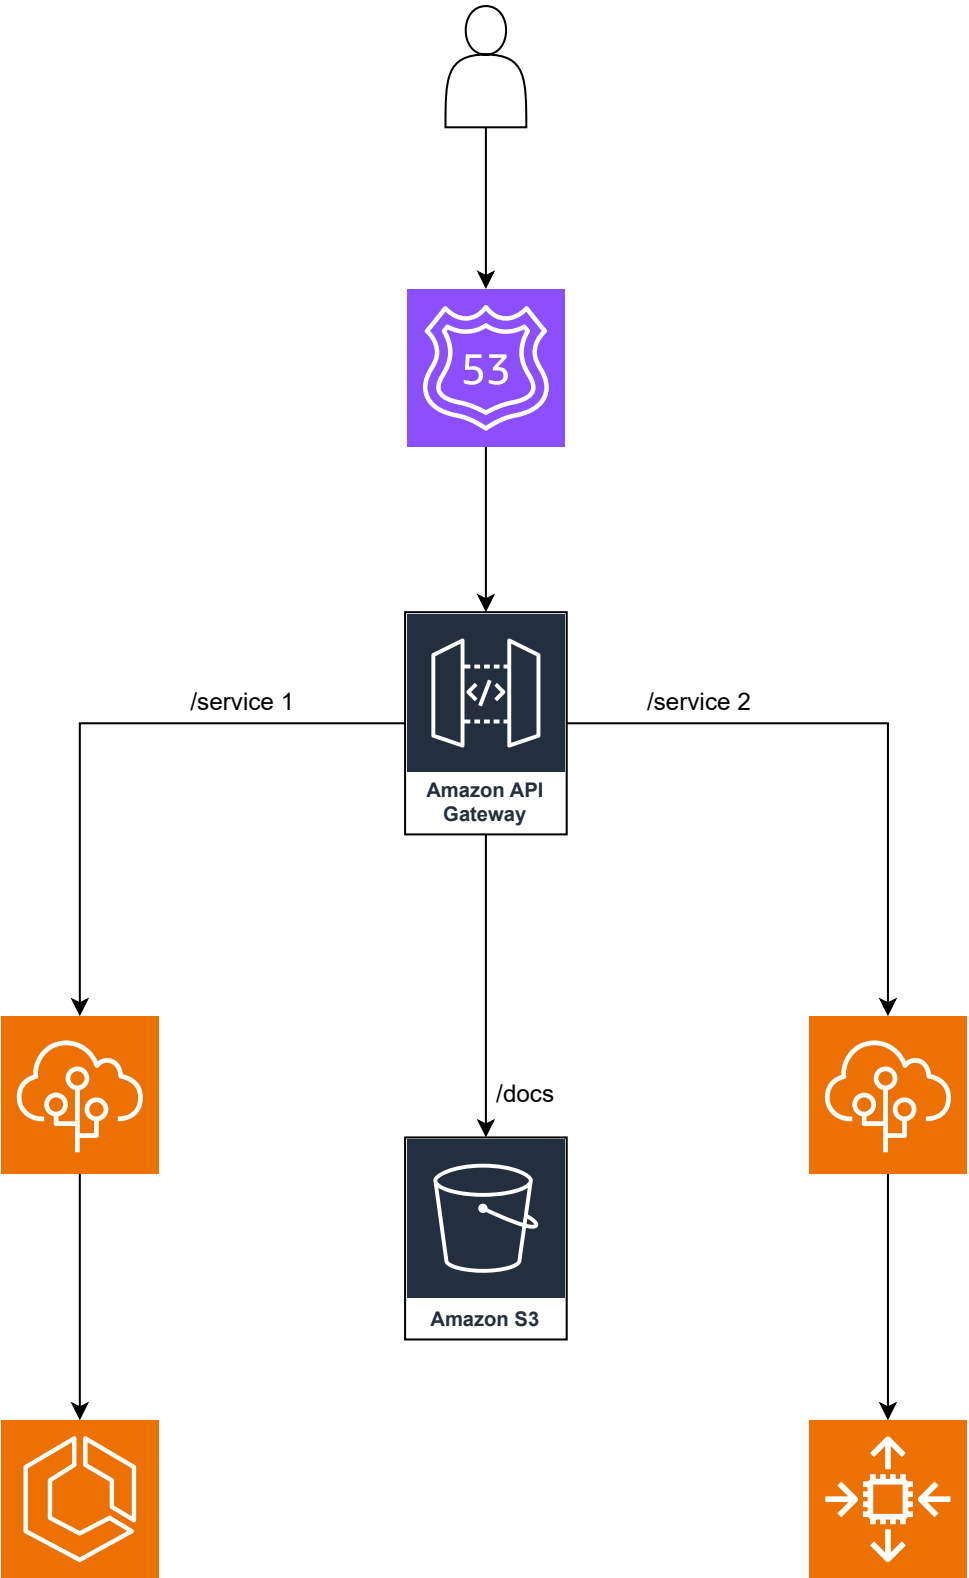 53
/service 1
/service 2
</>
Amazon API
Gateway
/docs
Amazon S3